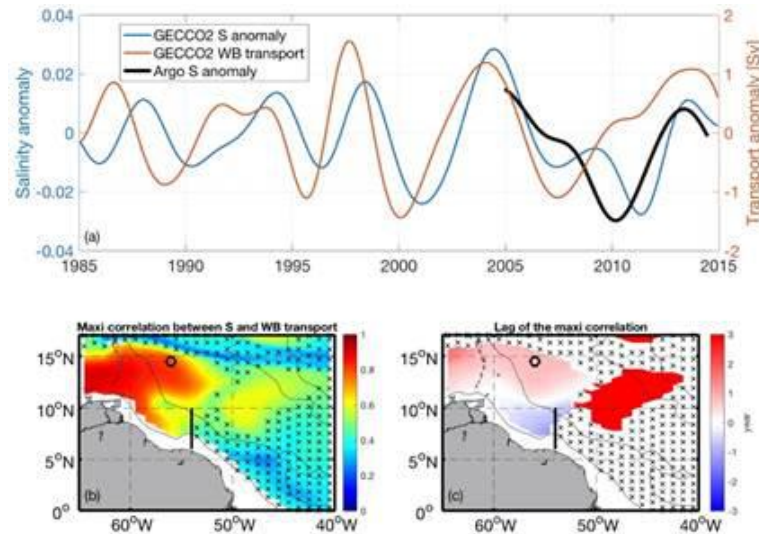 0.04
0.02
0
-0.02
-0.04
Salinity anomaly
GECCO2 S anomaly
GECCO2 WB transport
Argo S anomaly
2
1
0
-1
-2
Transport anomaly [Sv]
(a)
1985 1990 1995 2000 2005 2010 2015
Maxi correlation between S and WB transport
15°N
10°N
5°N
0°
(b)
60°W 50°W 40°W
1
0.8
0.6
0.4
0.2
0
Lag of the maxi correlation
15°N
10°N
5°N
0°
(c)
60°W 50°W 40°W
3
2
1
0
-1
-2
-3
year